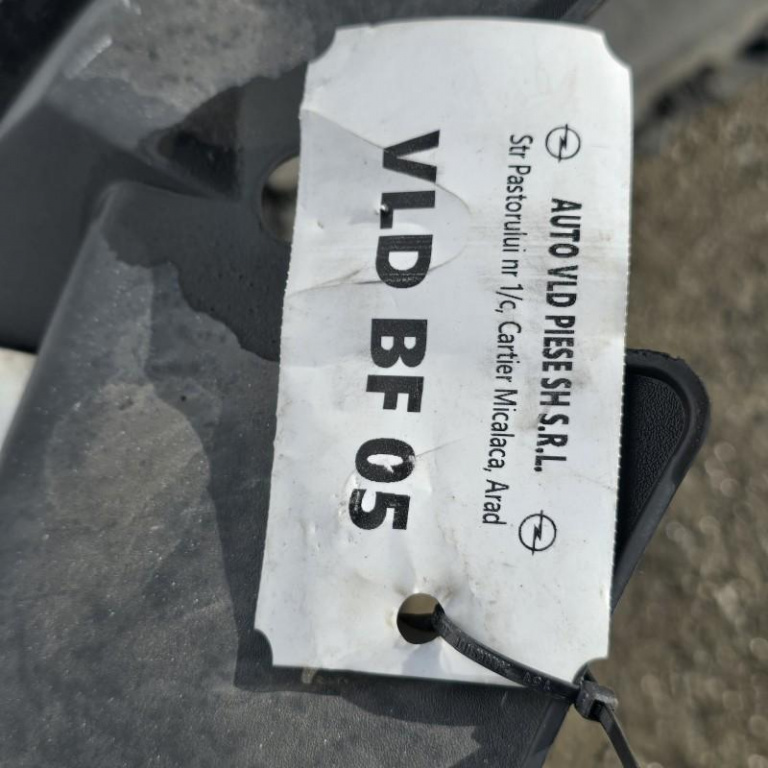 AUTO VLD PIESE SH S.R.L.
Str Pastorului nr 1/c, Cartier Micalaca, Arad
VLD BF 05